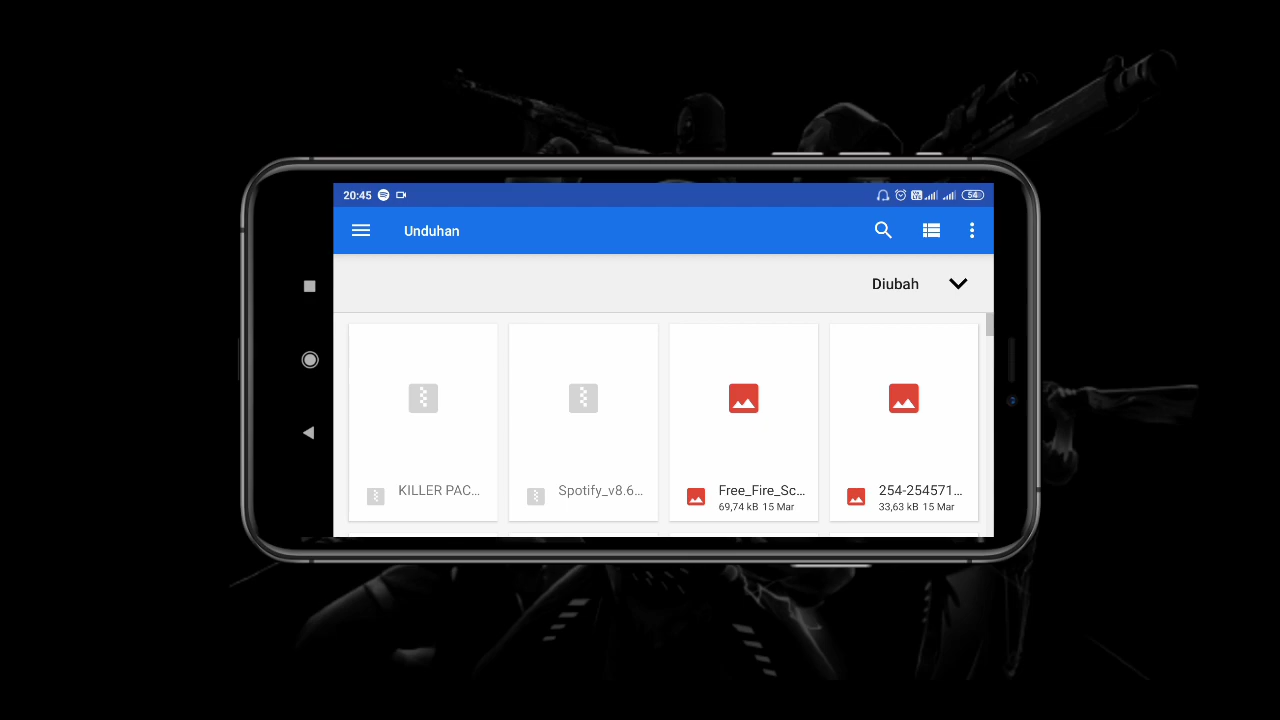 20:45
54
Unduhan
Diubah
KILLER PAC...
Spotify_v8.6...
Free_Fire_Sc...
69,74 kB 15 Mar
254-254571...
33,63 kB 15 Mar